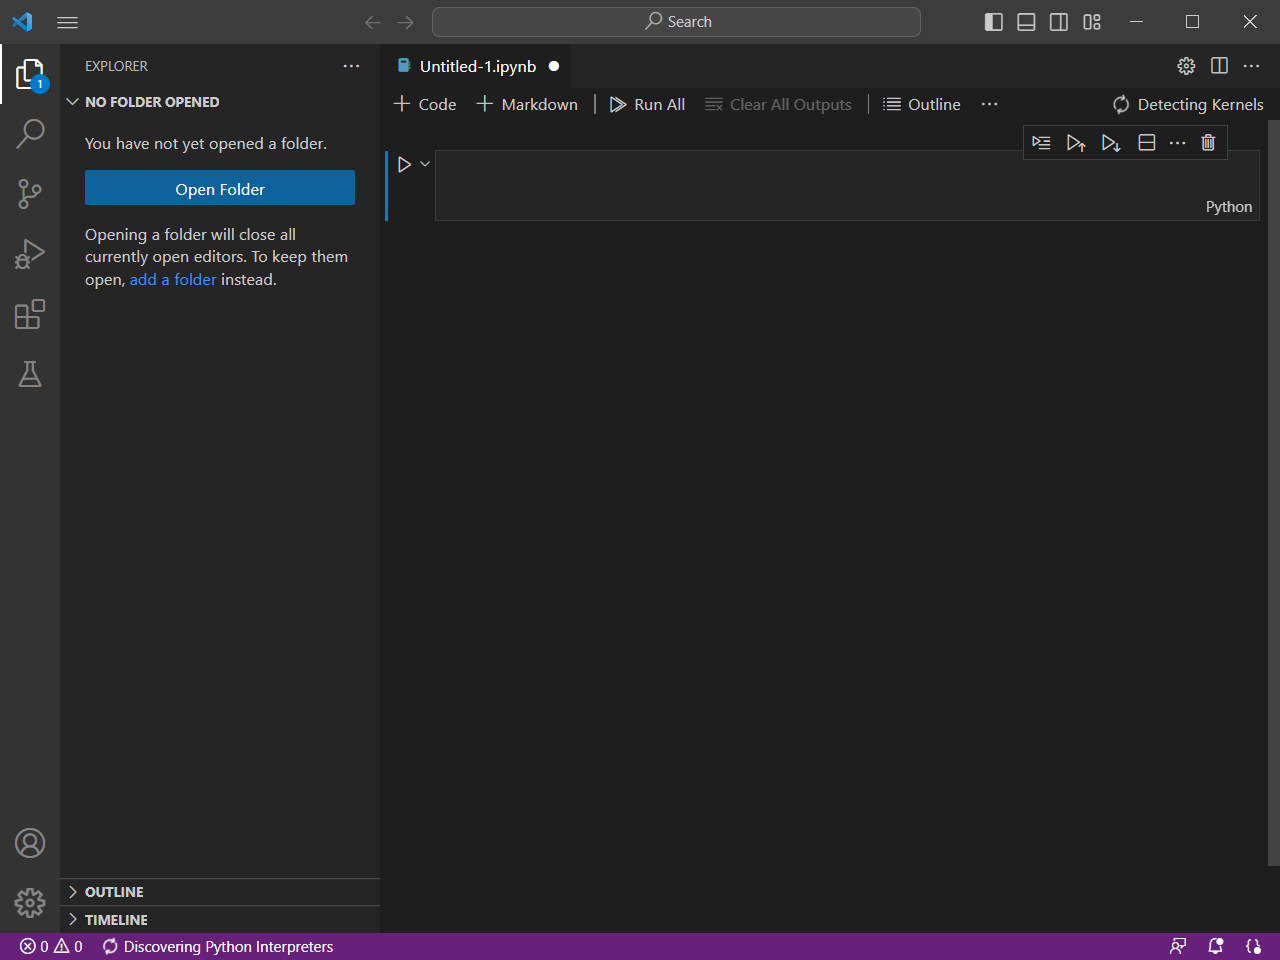 Search
EXPLORER
NO FOLDER OPENED
You have not yet opened a folder.
Open Folder
Opening a folder will close all
currently open editors. To keep them
open, add a folder instead.
OUTLINE
TIMELINE
1
Untitled-1.ipynb
Code
Markdown
Run All
Clear All Outputs
Outline
Detecting Kernels
Python
0
0
Discovering Python Interpreters